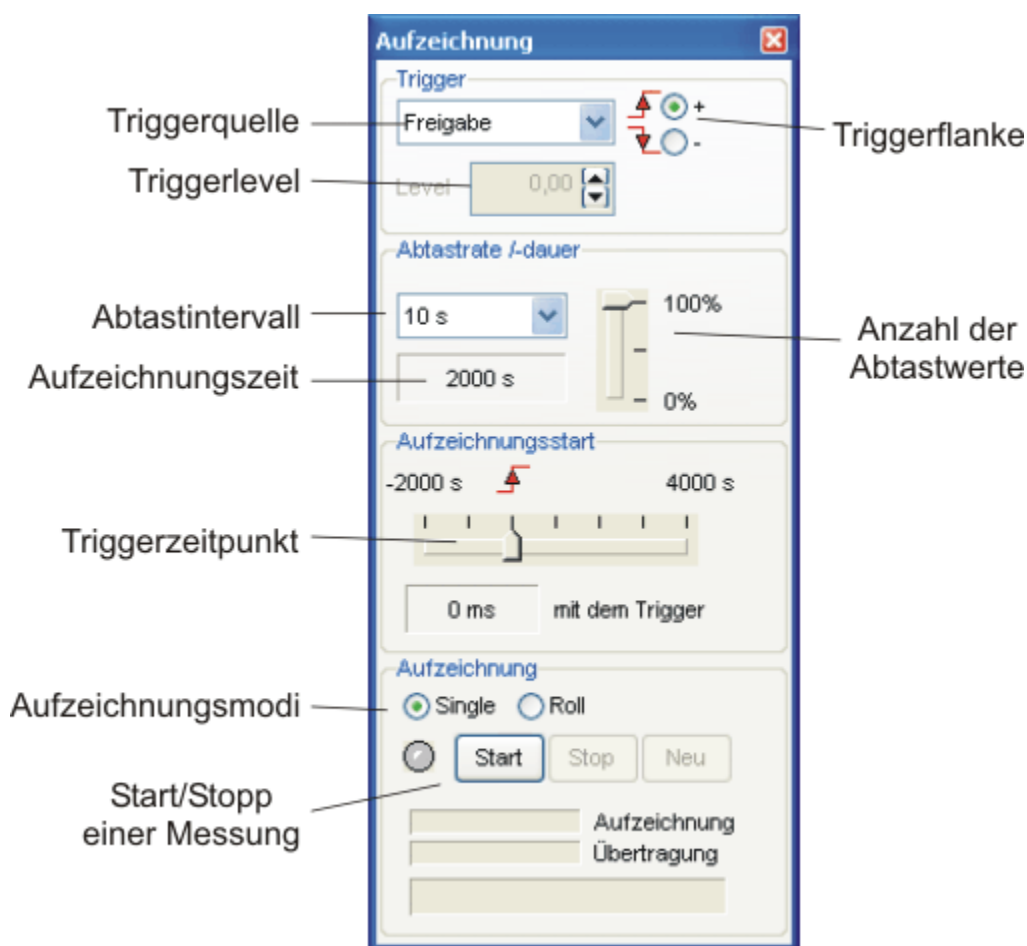 Aufzeichnung
Trigger
Triggerquelle
Freigabe
+
-
Triggerflanke
Triggerlevel
Level
0,00
Abtastrate /-dauer
Abtastintervall
10 s
100%
Anzahl der
Abtastwerte
Aufzeichnungszeit
2000 s
0%
Aufzeichnungsstart
-2000 s
4000 s
Triggerzeitpunkt
0 ms
mit dem Trigger
Aufzeichnung
Aufzeichnungsmodi
Single
Roll
Start
Stop
Neu
Start/Stopp
einer Messung
Aufzeichnung
Übertragung